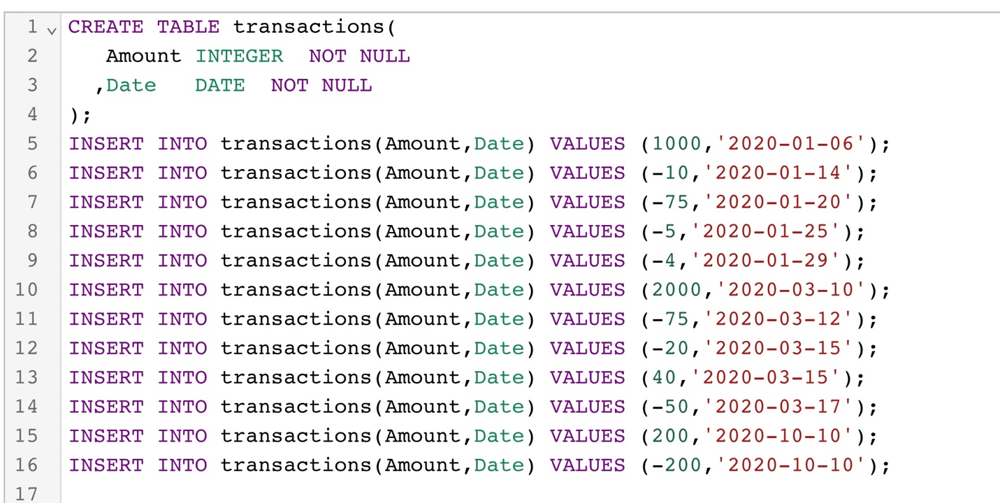 1 CREATE TABLE transactions(
2 Amount INTEGER NOT NULL
3 ,Date DATE NOT NULL
4 );
5 INSERT INTO transactions(Amount,Date) VALUES (1000,'2020-01-06');
6 INSERT INTO transactions(Amount,Date) VALUES (-10,'2020-01-14');
7 INSERT INTO transactions(Amount,Date) VALUES (-75,'2020-01-20');
8 INSERT INTO transactions(Amount,Date) VALUES (-5,'2020-01-25');
9 INSERT INTO transactions(Amount,Date) VALUES (-4,'2020-01-29');
10 INSERT INTO transactions(Amount,Date) VALUES (2000,'2020-03-10');
11 INSERT INTO transactions(Amount,Date) VALUES (-75,'2020-03-12');
12 INSERT INTO transactions(Amount,Date) VALUES (-20,'2020-03-15');
13 INSERT INTO transactions(Amount,Date) VALUES (40,'2020-03-15');
14 INSERT INTO transactions(Amount,Date) VALUES (-50,'2020-03-17');
15 INSERT INTO transactions(Amount,Date) VALUES (200,'2020-10-10');
16 INSERT INTO transactions(Amount,Date) VALUES (-200,'2020-10-10');
17